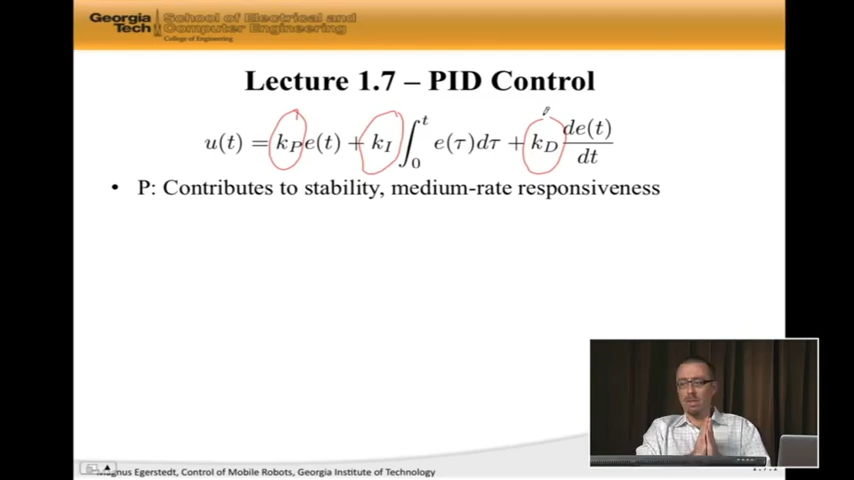 Georgia Tech
School of Electrical and Computer Engineering
College of Engineering
Lecture 1.7 – PID Control
u(t) = k_P e(t) + k_I ∫_0^t e(τ)dτ + k_D de(t)/dt
• P: Contributes to stability, medium-rate responsiveness
gnus Egerstedt, Control of Mobile Robots, Georgia Institute of Technology